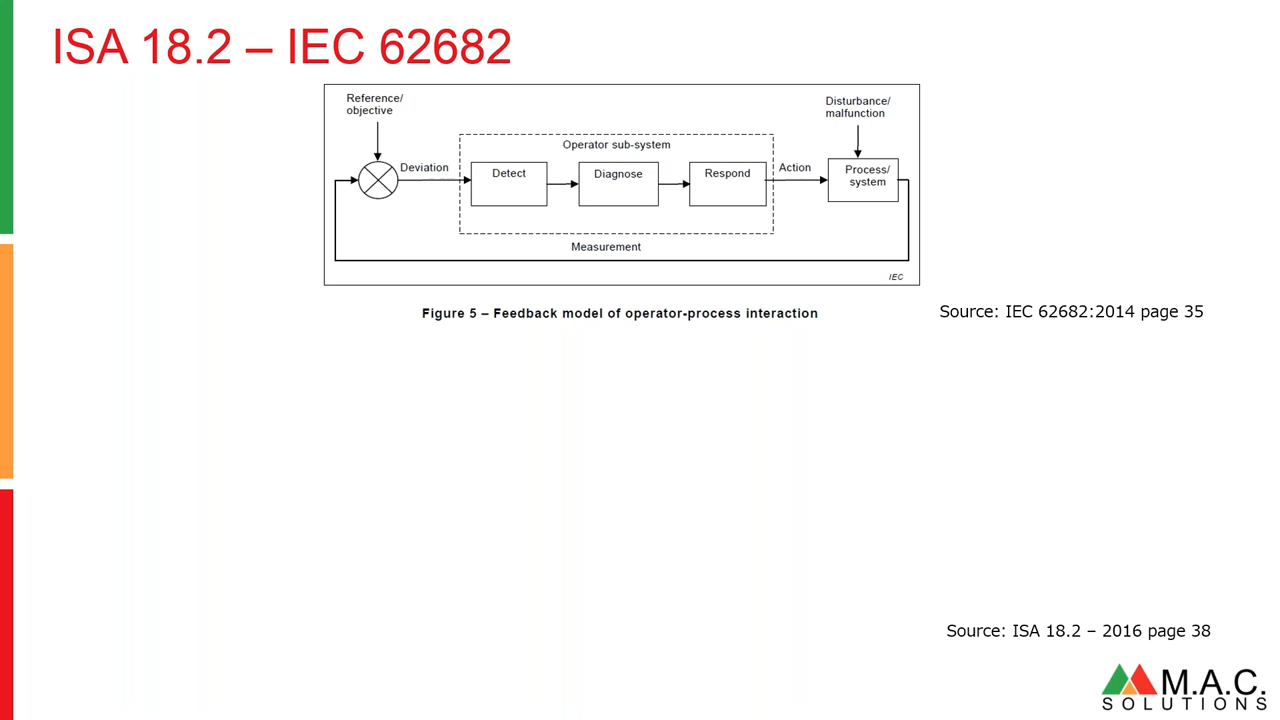 ISA 18.2 – IEC 62682
Reference/
objective
Disturbance/
malfunction
Operator sub-system
Deviation
Detect
Diagnose
Respond
Action
Process/
system
Measurement
IEC
Figure 5 – Feedback model of operator-process interaction
Source: IEC 62682:2014 page 35
Source: ISA 18.2 – 2016 page 38
M.A.C.
SOLUTIONS